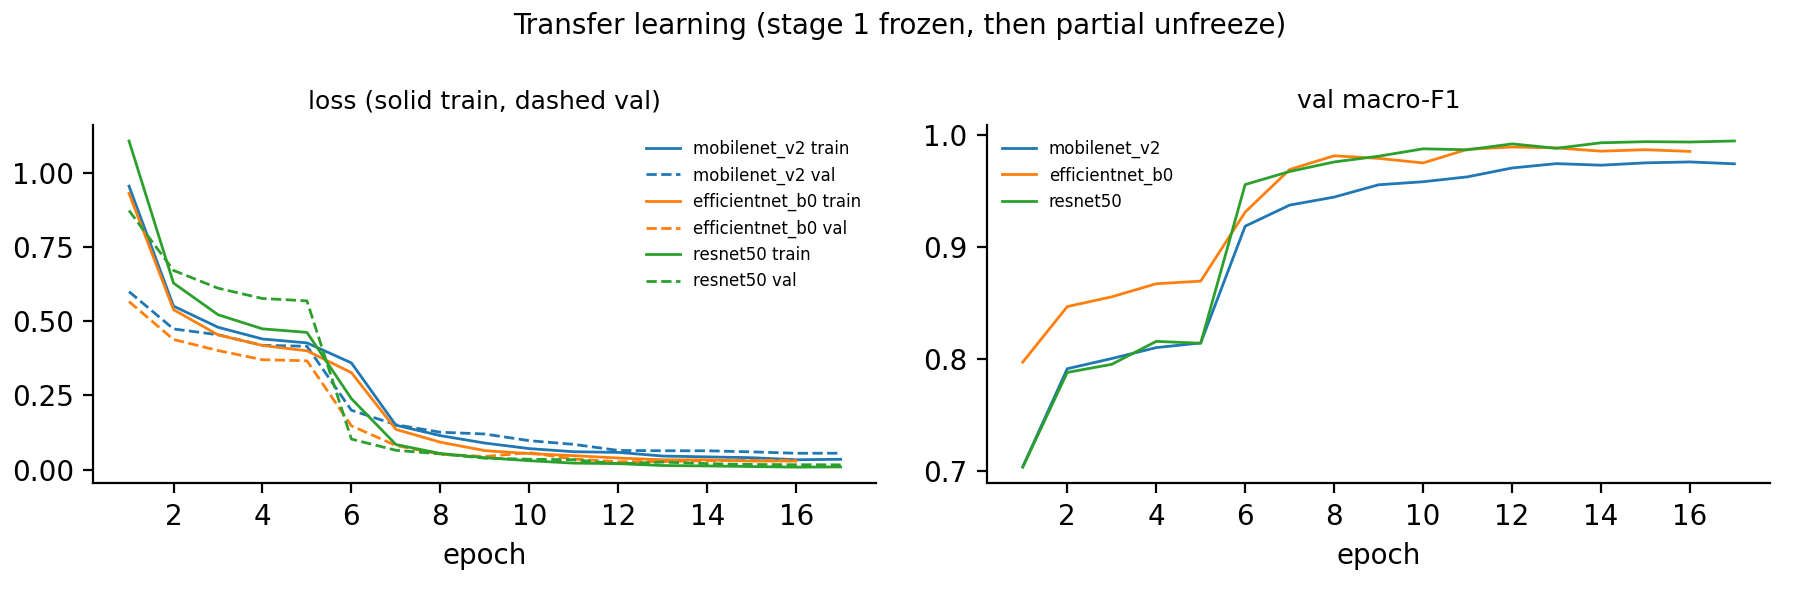 Transfer learning (stage 1 frozen, then partial unfreeze)
loss (solid train, dashed val)
1.00
0.75
0.50
0.25
0.00
2 4 6 8 10 12 14 16
epoch
mobilenet_v2 train
mobilenet_v2 val
efficientnet_b0 train
efficientnet_b0 val
resnet50 train
resnet50 val
val macro-F1
1.0
0.9
0.8
0.7
2 4 6 8 10 12 14 16
epoch
mobilenet_v2
efficientnet_b0
resnet50